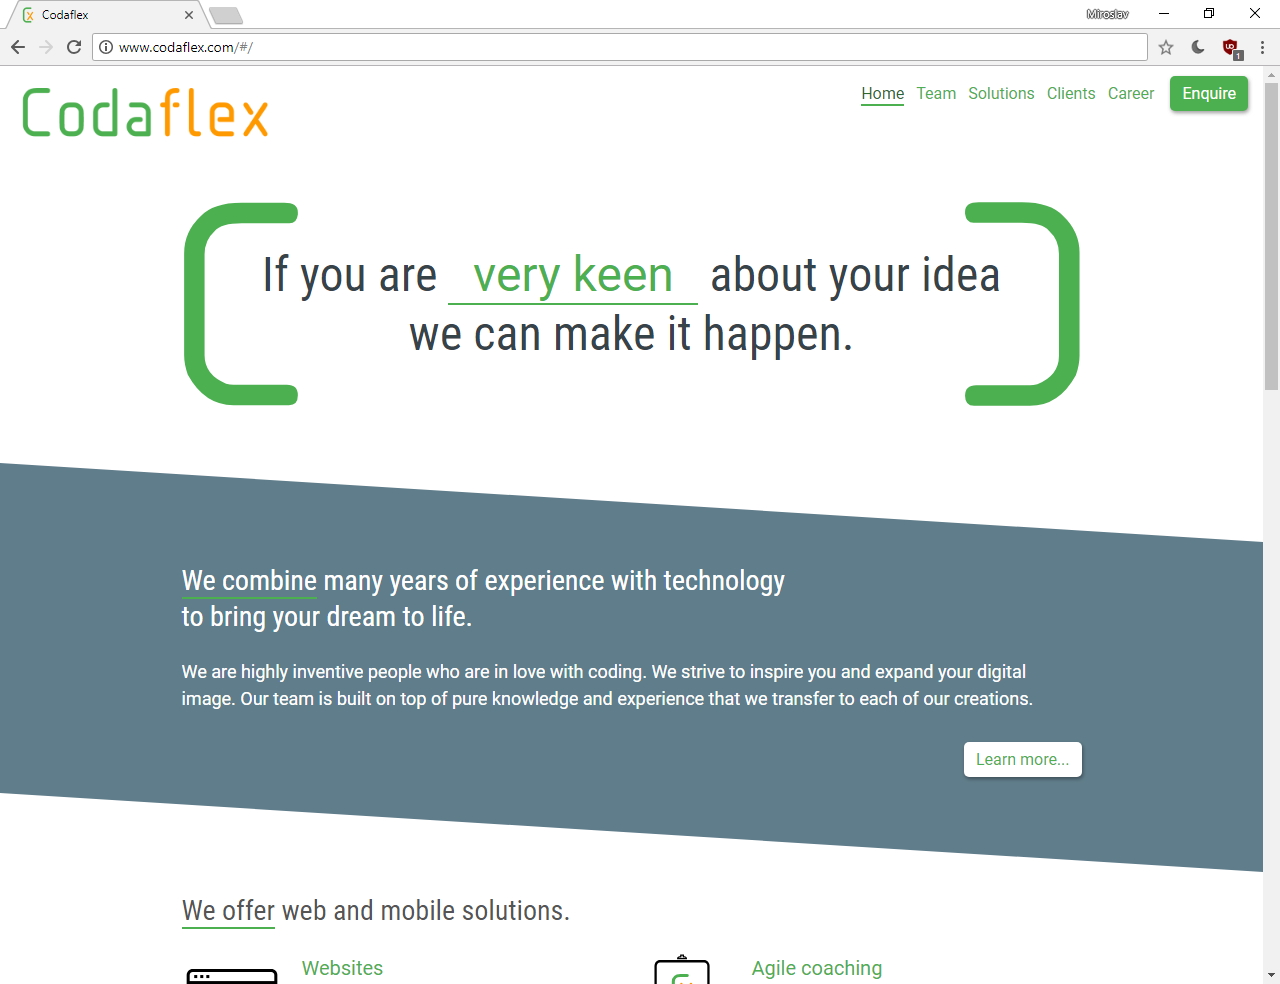 Codaflex
Miroslav
www.codaflex.com/#/
1
Codaflex
Home Team Solutions Clients Career Enquire
If you are very keen about your idea
we can make it happen.
We combine many years of experience with technology
to bring your dream to life.
We are highly inventive people who are in love with coding. We strive to inspire you and expand your digital
image. Our team is built on top of pure knowledge and experience that we transfer to each of our creations.
Learn more...
We offer web and mobile solutions.
Websites
Agile coaching